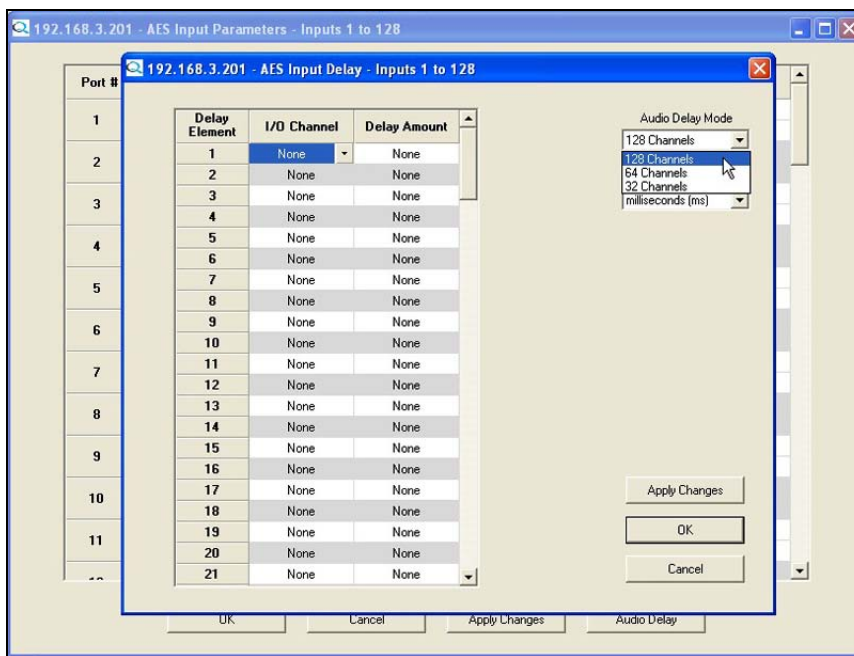 192.168.3.201 - AES Input Parameters - Inputs 1 to 128
Port #
1
2
3
4
5
6
7
8
9
10
11
192.168.3.201 - AES Input Delay - Inputs 1 to 128
Delay Element I/O Channel Delay Amount
1 None None
2 None None
3 None None
4 None None
5 None None
6 None None
7 None None
8 None None
9 None None
10 None None
11 None None
12 None None
13 None None
14 None None
15 None None
16 None None
17 None None
18 None None
19 None None
20 None None
21 None None
Audio Delay Mode
128 Channels
128 Channels
64 Channels
32 Channels
milliseconds (ms)
Apply Changes
OK
Cancel
OK Cancel Apply Changes Audio Delay